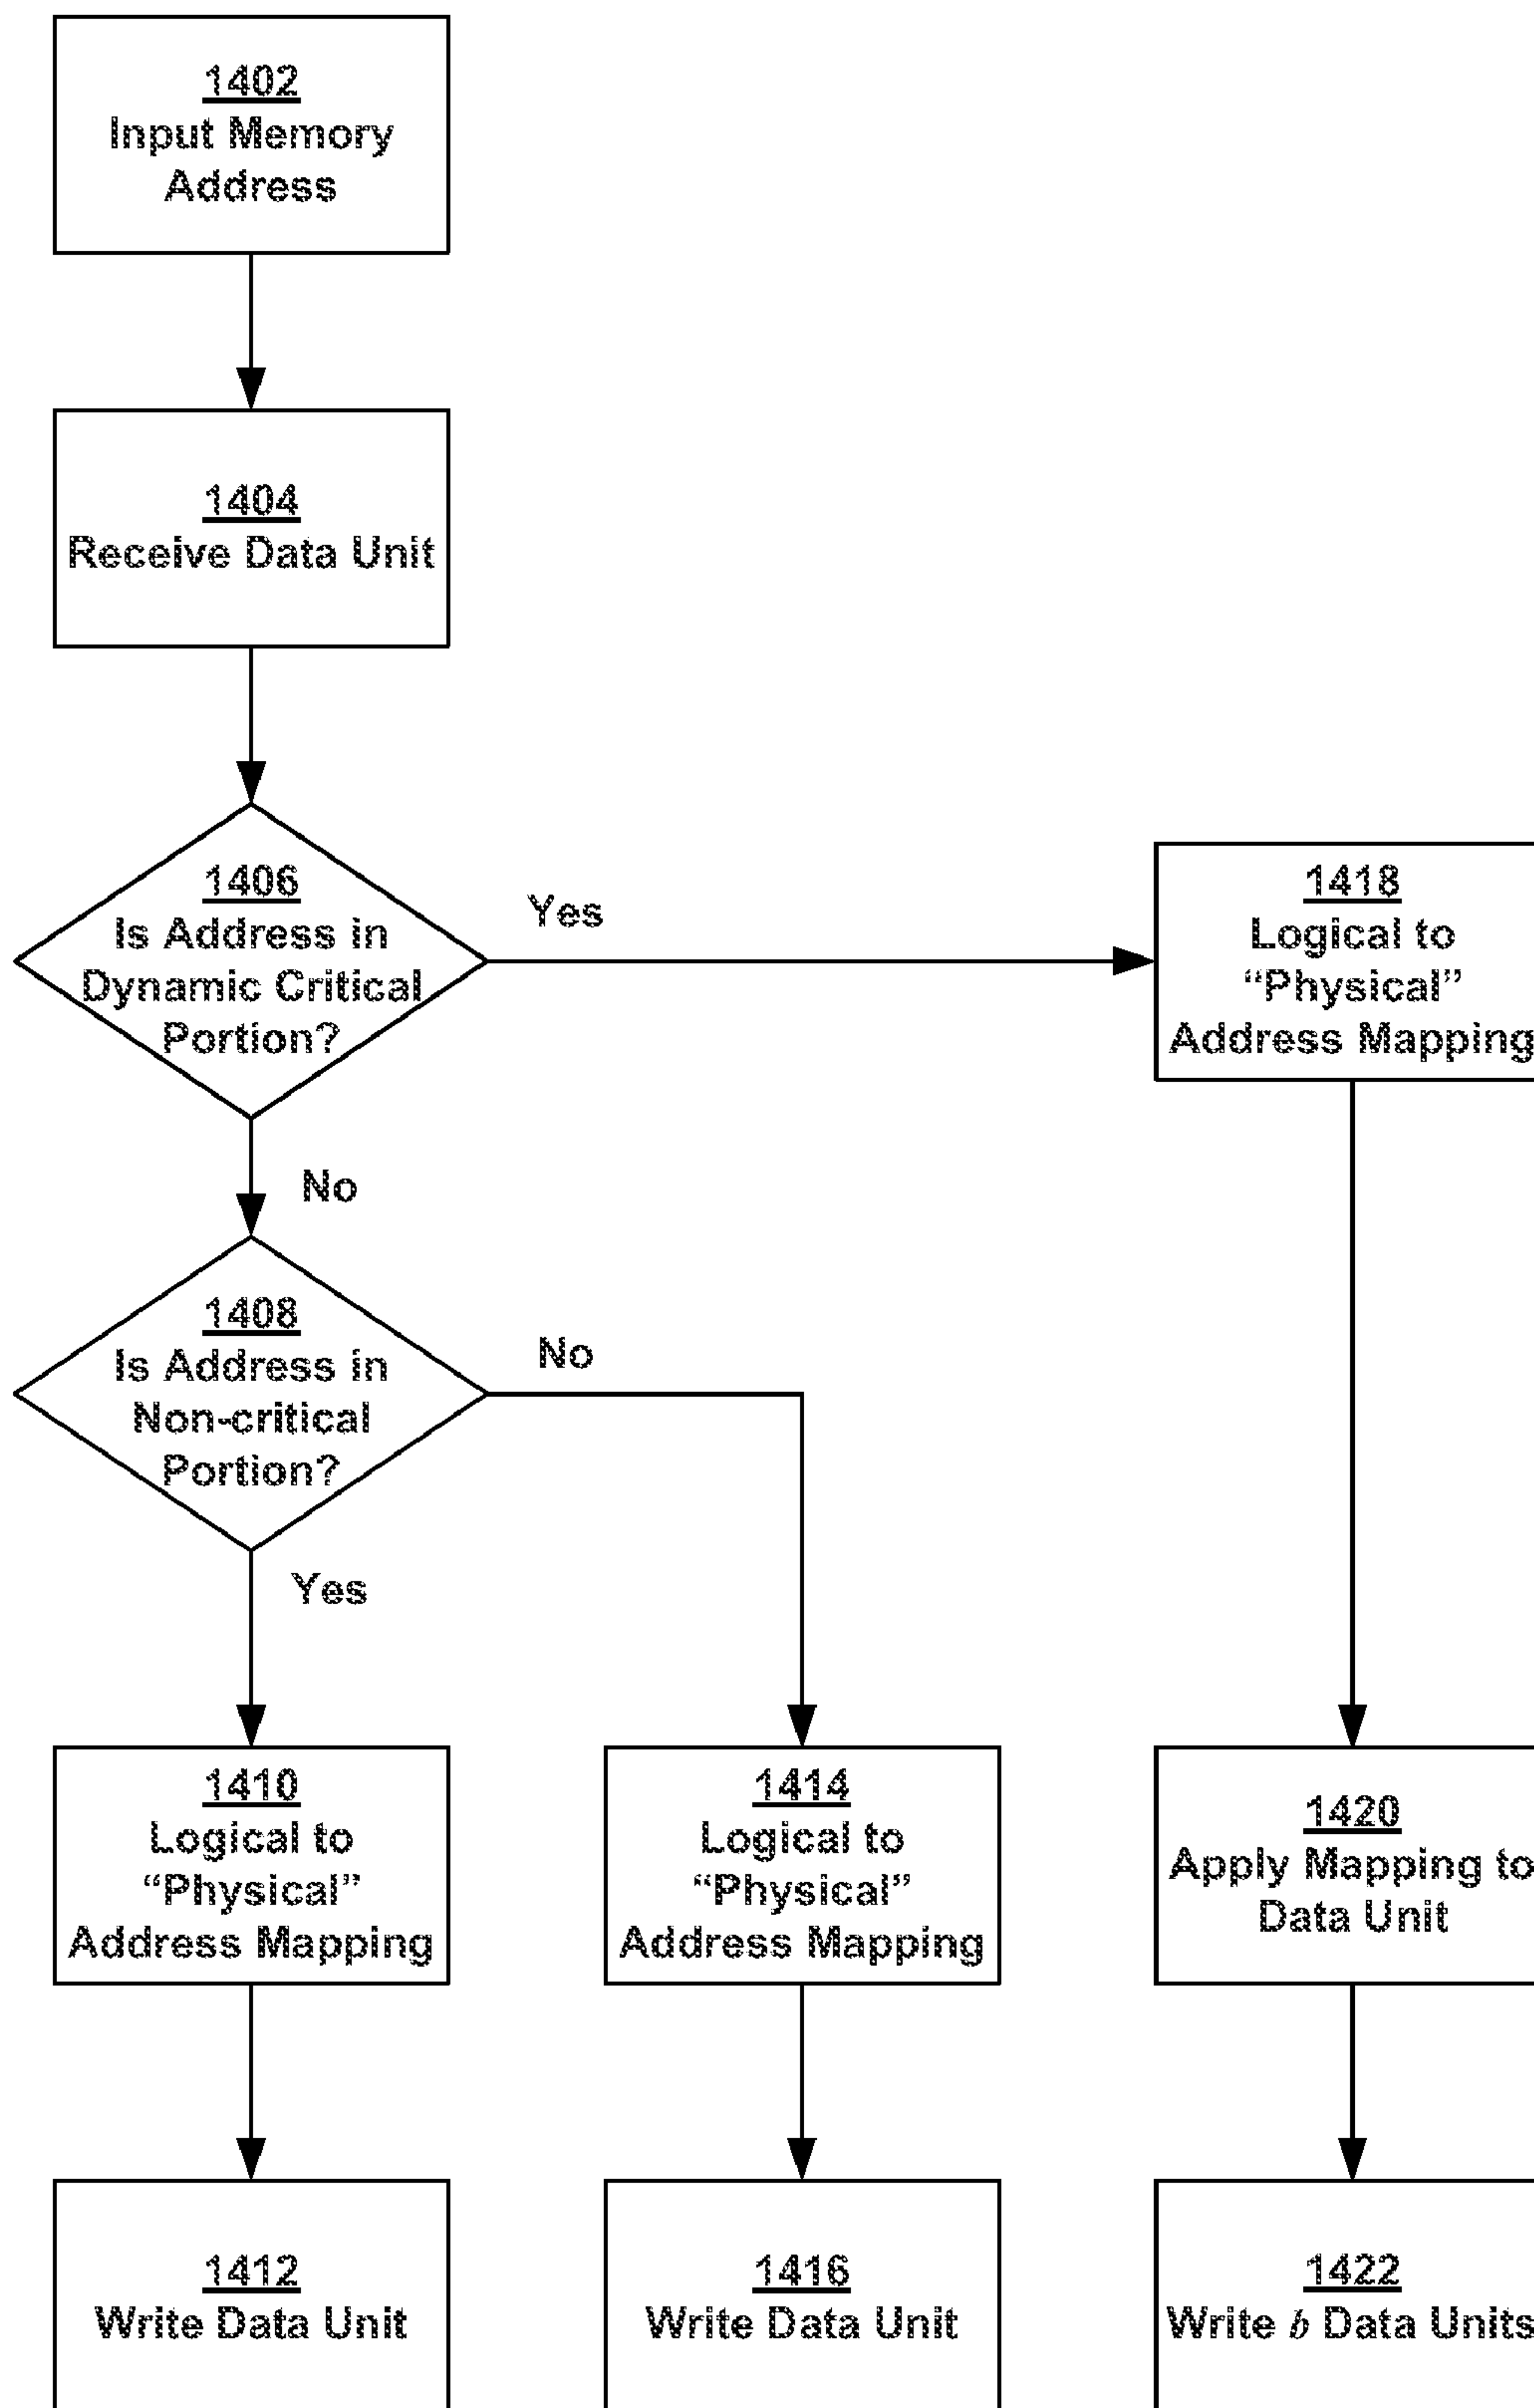 1402
Input Memory
Address
1404
Receive Data Unit
1406
Is Address in
Dynamic Critical
Portion?
Yes
1418
Logical to
“Physical”
Address Mapping
No
1408
Is Address in
Non-critical
Portion?
No
Yes
1410
Logical to
“Physical”
Address Mapping
1414
Logical to
“Physical”
Address Mapping
1420
Apply Mapping to
Data Unit
1412
Write Data Unit
1416
Write Data Unit
1422
Write b Data Units